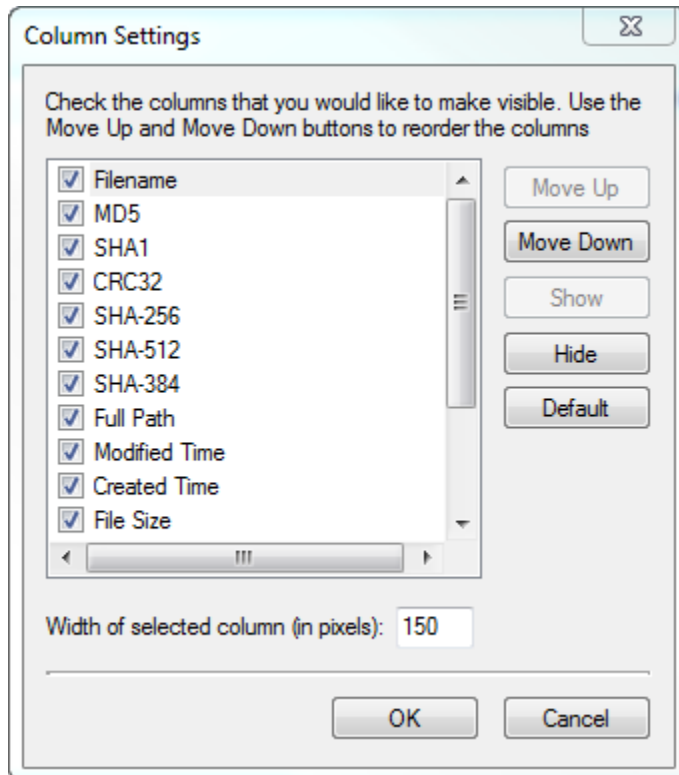 Column Settings
Check the columns that you would like to make visible. Use the
Move Up and Move Down buttons to reorder the columns
Filename
MD5
SHA1
CRC32
SHA-256
SHA-512
SHA-384
Full Path
Modified Time
Created Time
File Size
Move Up
Move Down
Show
Hide
Default
Width of selected column (in pixels): 150
OK
Cancel